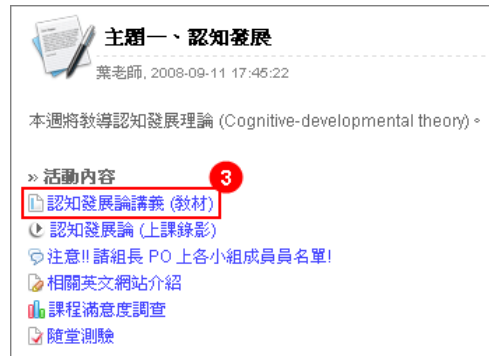 主題一、認知發展
葉老師, 2008-09-11 17:45:22
本週將教導認知發展理論 (Cognitive-developmental theory)。
» 活動內容
3
認知發展論講義 (教材)
認知發展論 (上課錄影)
注意!! 請組長 PO 上各小組成員員名單!
相關英文網站介紹
課程滿意度調查
隨堂測驗